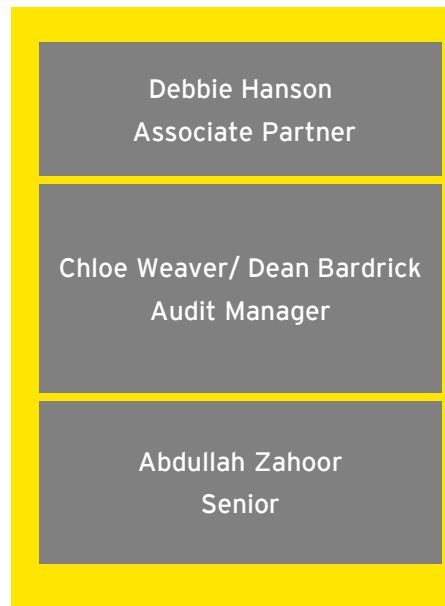 Debbie Hanson
Associate Partner
Chloe Weaver/ Dean Bardrick
Audit Manager
Abdullah Zahoor
Senior